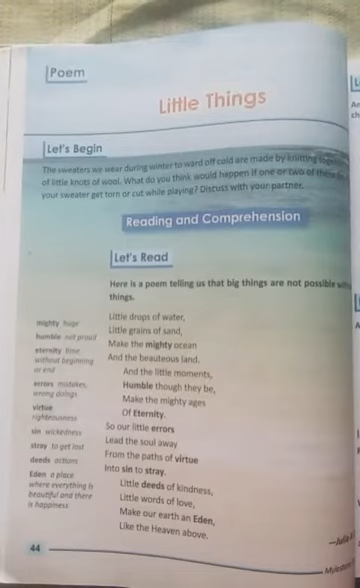 Poem
Little Things
Let's Begin
The sweaters we wear during winter to ward off cold are made by knitting
of little knots of wool. What do you think would happen if one or two of these
your sweater get torn or cut while playing? Discuss with your partner.
Reading and Comprehension
Let's Read
Here is a poem telling us that big things are not possible
things.
Little drops of water,
Little grains of sand,
Make the mighty ocean
And the beauteous land.
And the little moments,
Humble though they be,
Make the mighty ages
Of Eternity.
So our little errors
Lead the soul away
From the paths of virtue
Into sin to stray.
Little deeds of kindness,
Little words of love,
Make our earth an Eden,
Like the Heaven above.
mighty huge
humble not proud
eternity time
without beginning
or end
errors mistakes,
wrong doings
virtue
righteousness
sin wickedness
stray to get lost
deeds actions
Eden a place
where everything is
beautiful and there
is happiness
44